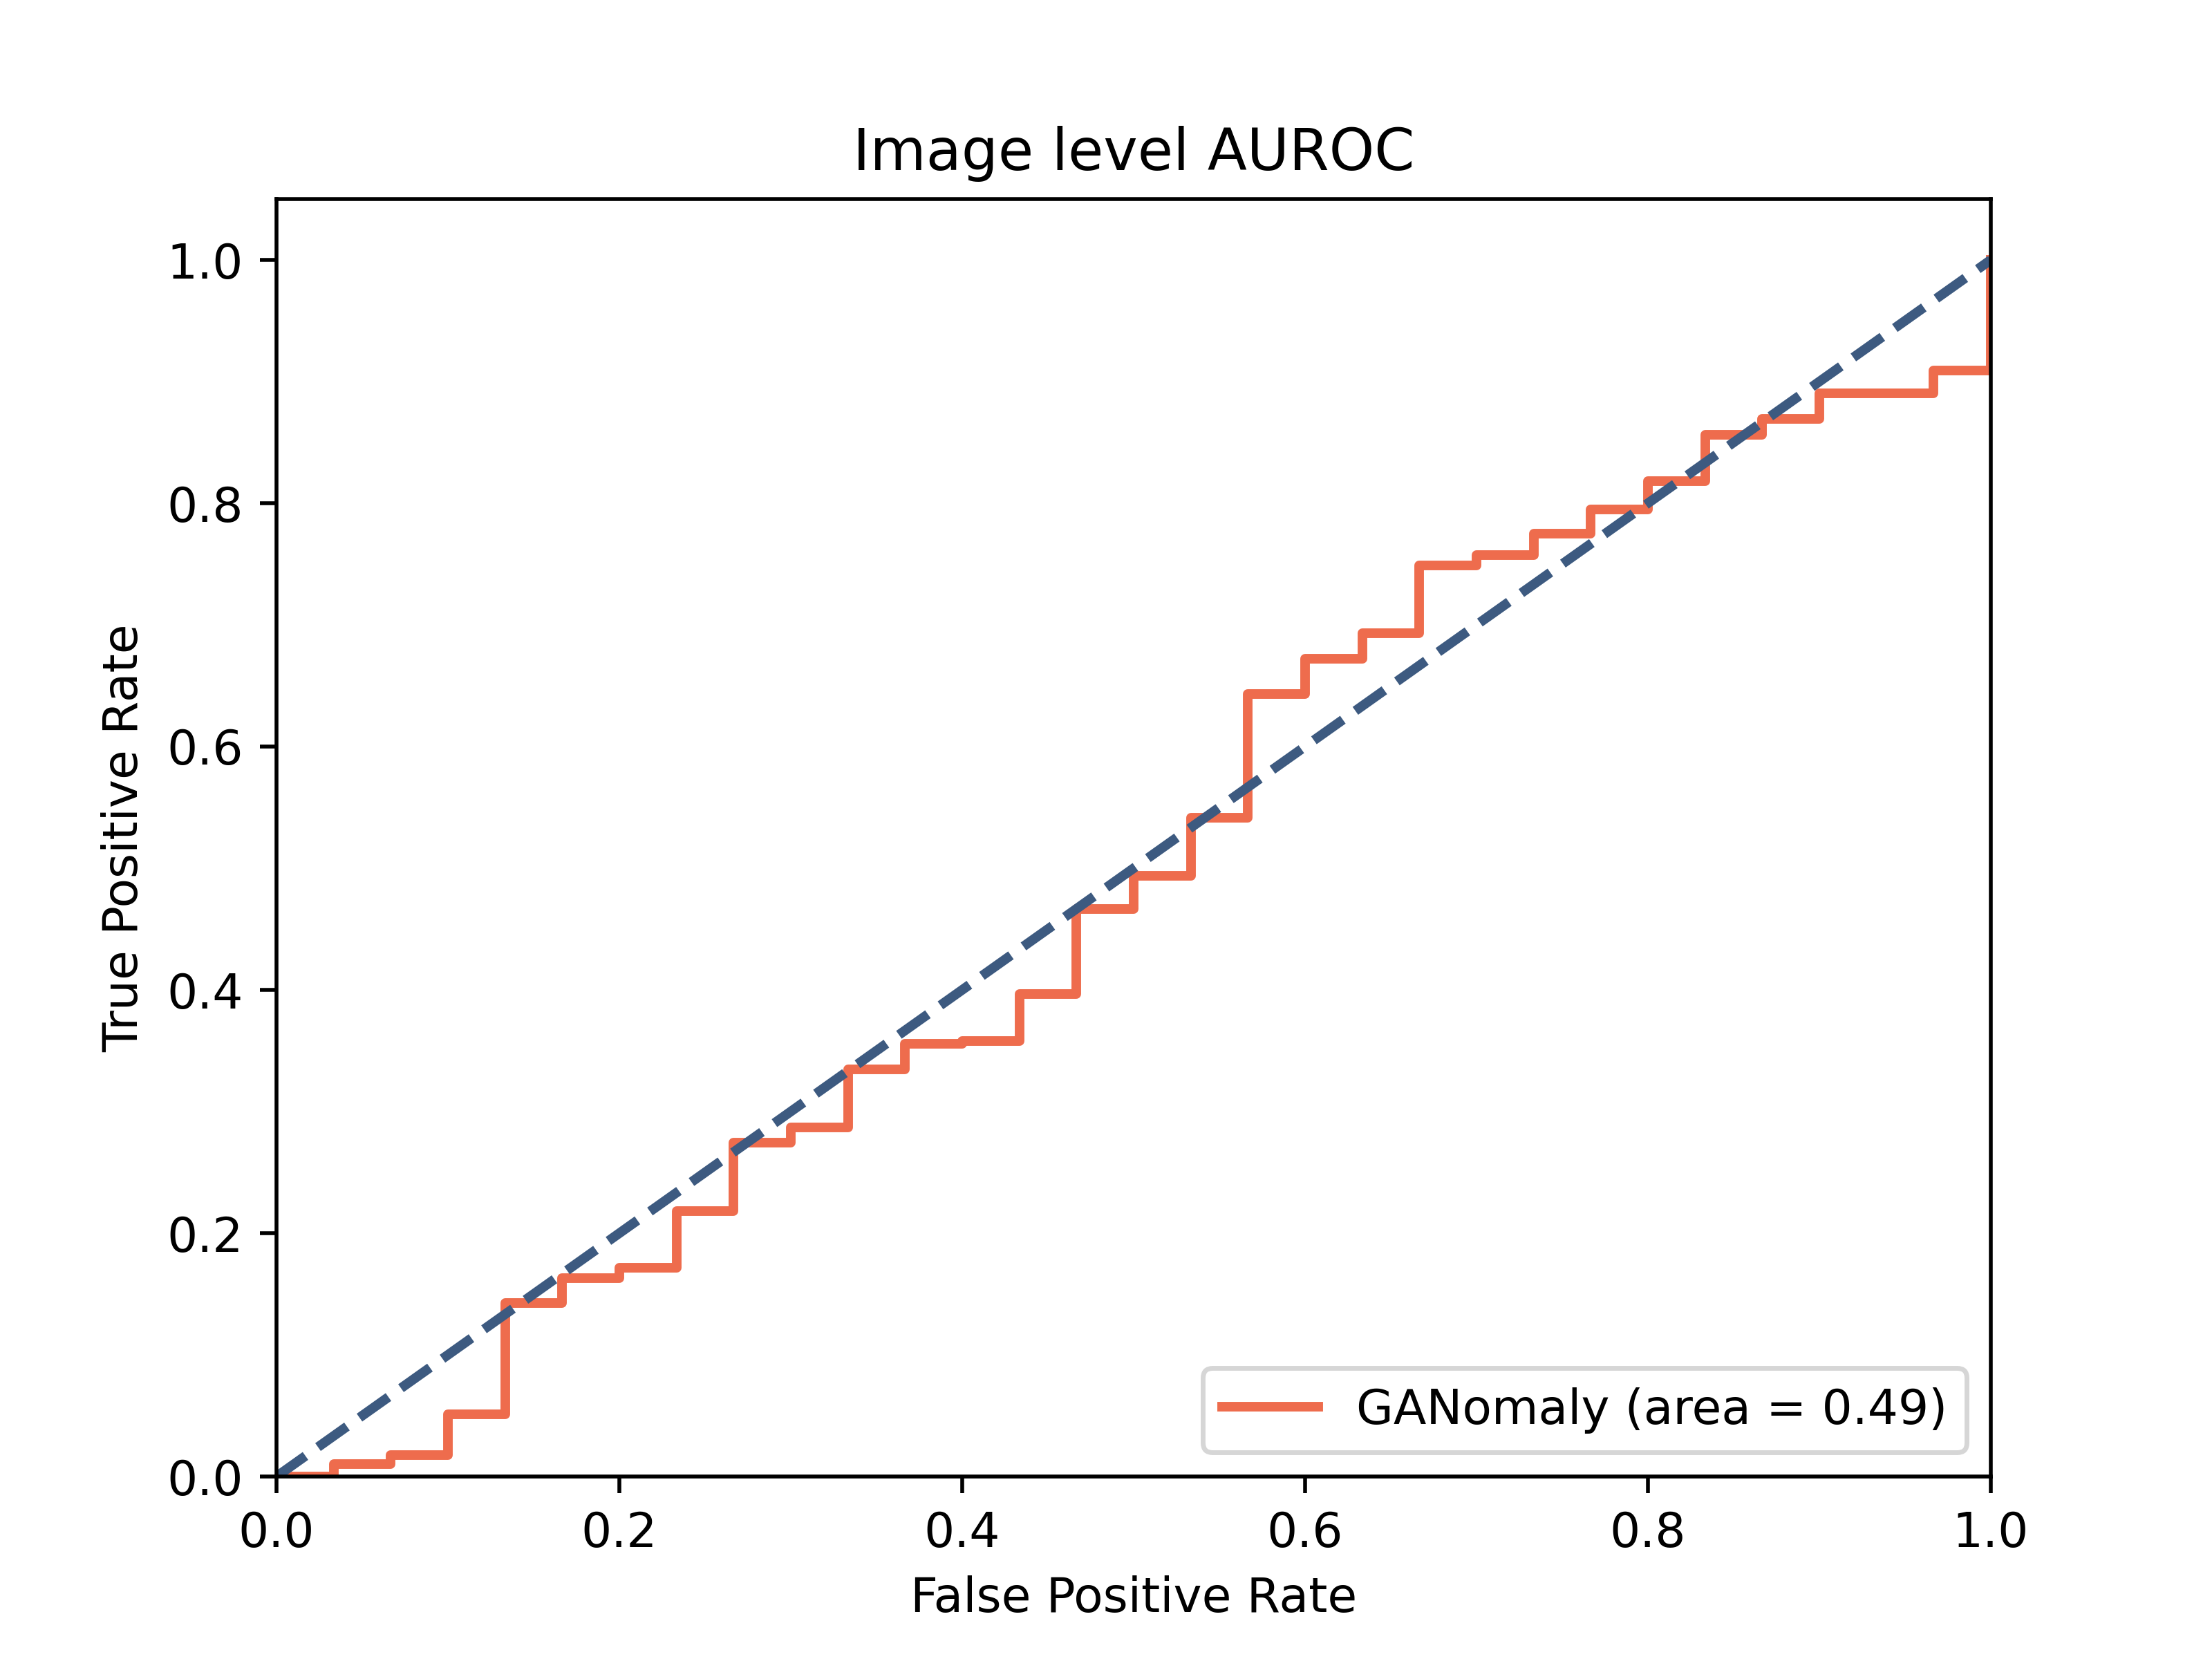 Image level AUROC
True Positive Rate
1.0
0.8
0.6
0.4
0.2
0.0
GANomaly (area = 0.49)
0.0 0.2 0.4 0.6 0.8 1.0
False Positive Rate